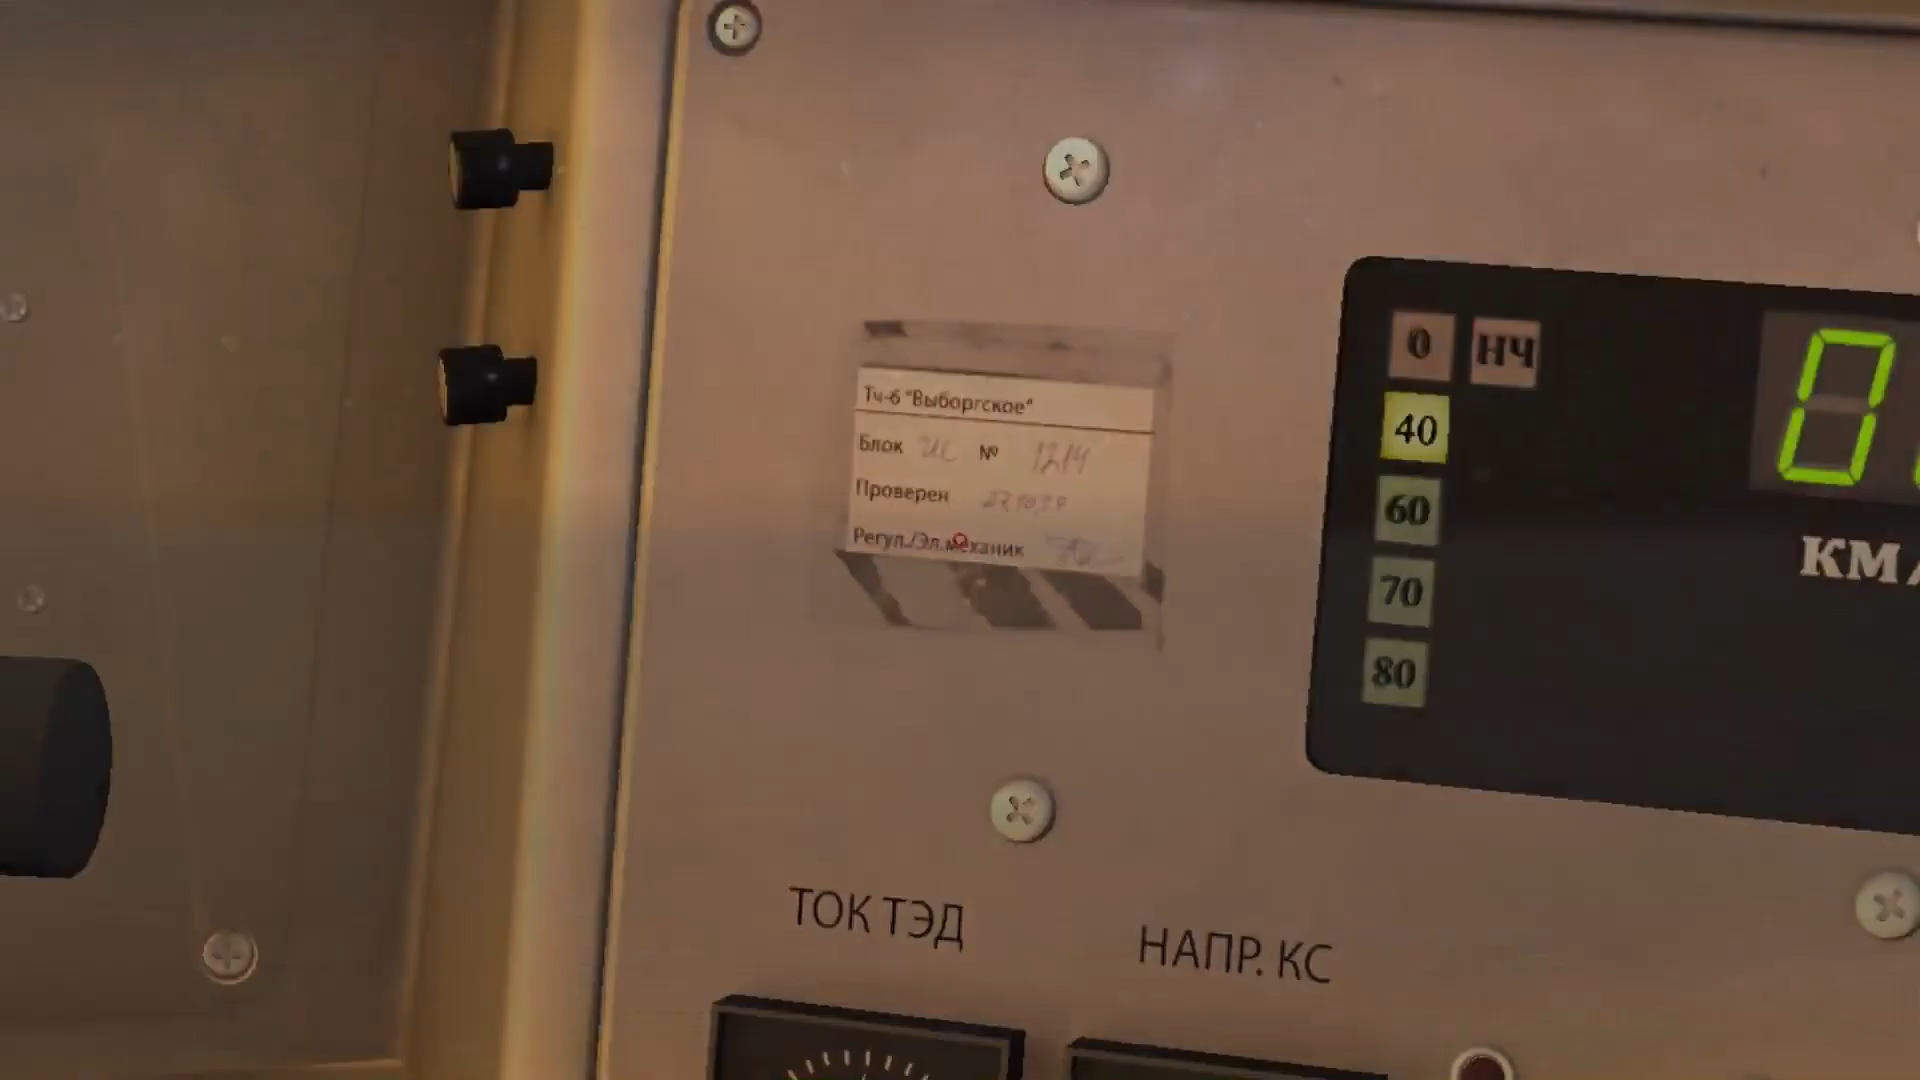 Тч-6 "Выборгское"
Блок № 1214
Проверен
Регул./Эл.механик
0 НЧ
40
60
70
80
0
КМ/
ТОК ТЭД
НАПР. КС